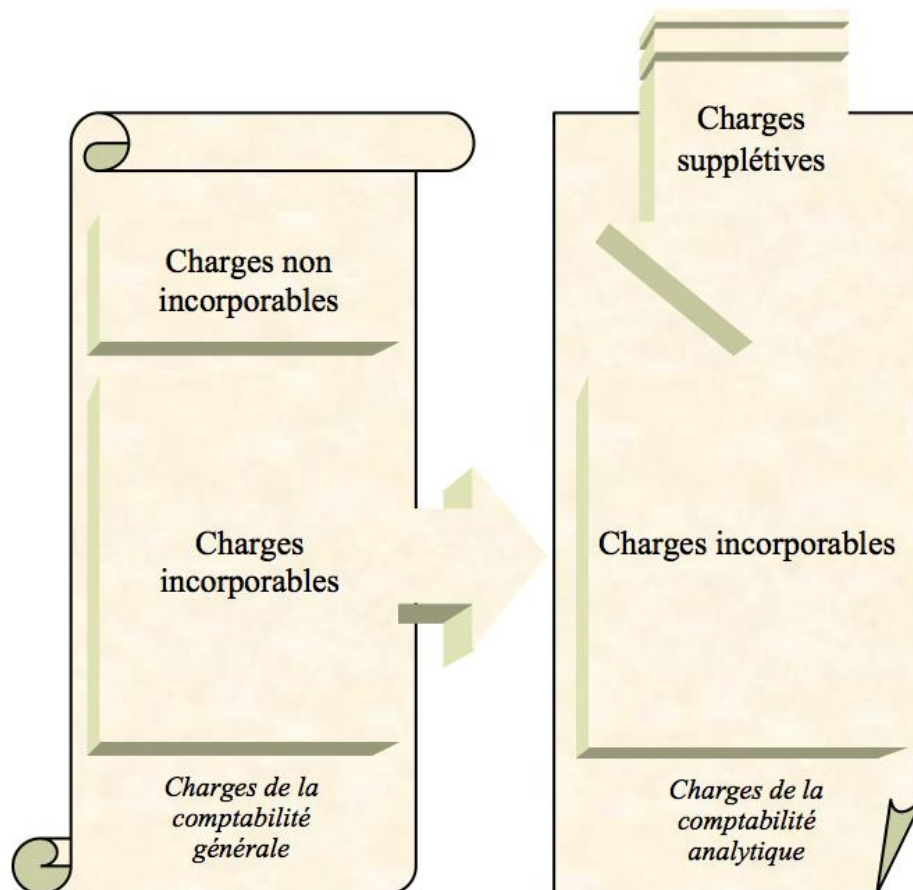 Charges non
incorporables
Charges
incorporables
Charges de la
comptabilité
générale
Charges
supplétives
Charges incorporables
Charges de la
comptabilité
analytique